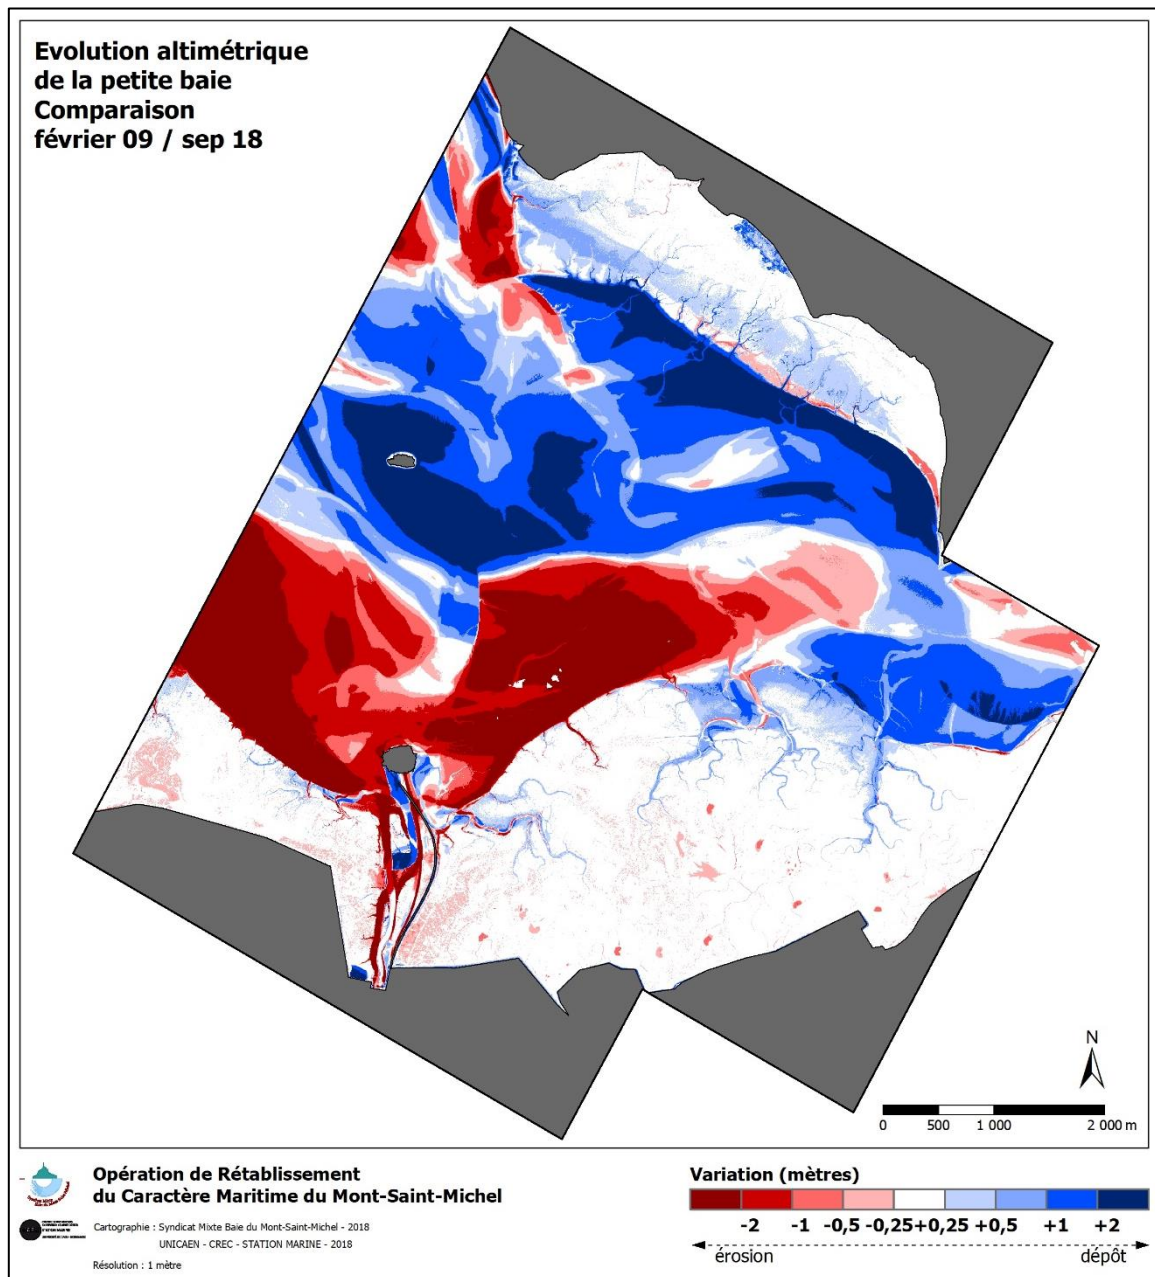 Evolution altimétrique
de la petite baie
Comparaison
février 09 / sep 18
N
0 500 1 000 2 000 m
Opération de Rétablissement
du Caractère Maritime du Mont-Saint-Michel
Cartographie : Syndicat Mixte Baie du Mont-Saint-Michel - 2018
UNICAEN - CREC - STATION MARINE - 2018
Résolution : 1 mètre
Variation (mètres)
-2 -1 -0,5 -0,25 +0,25 +0,5 +1 +2
érosion dépôt